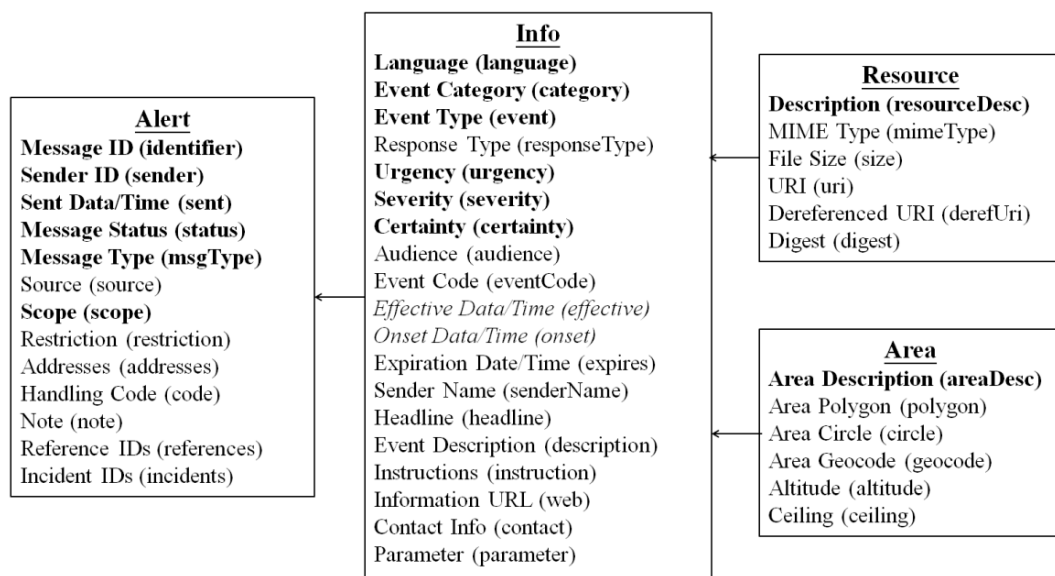 Alert
Message ID (identifier)
Sender ID (sender)
Sent Data/Time (sent)
Message Status (status)
Message Type (msgType)
Source (source)
Scope (scope)
Restriction (restriction)
Addresses (addresses)
Handling Code (code)
Note (note)
Reference IDs (references)
Incident IDs (incidents)
Info
Language (language)
Event Category (category)
Event Type (event)
Response Type (responseType)
Urgency (urgency)
Severity (severity)
Certainty (certainty)
Audience (audience)
Event Code (eventCode)
Effective Data/Time (effective)
Onset Data/Time (onset)
Expiration Date/Time (expires)
Sender Name (senderName)
Headline (headline)
Event Description (description)
Instructions (instruction)
Information URL (web)
Contact Info (contact)
Parameter (parameter)
Resource
Description (resourceDesc)
MIME Type (mimeType)
File Size (size)
URI (uri)
Dereferenced URI (derefUri)
Digest (digest)
Area
Area Description (areaDesc)
Area Polygon (polygon)
Area Circle (circle)
Area Geocode (geocode)
Altitude (altitude)
Ceiling (ceiling)